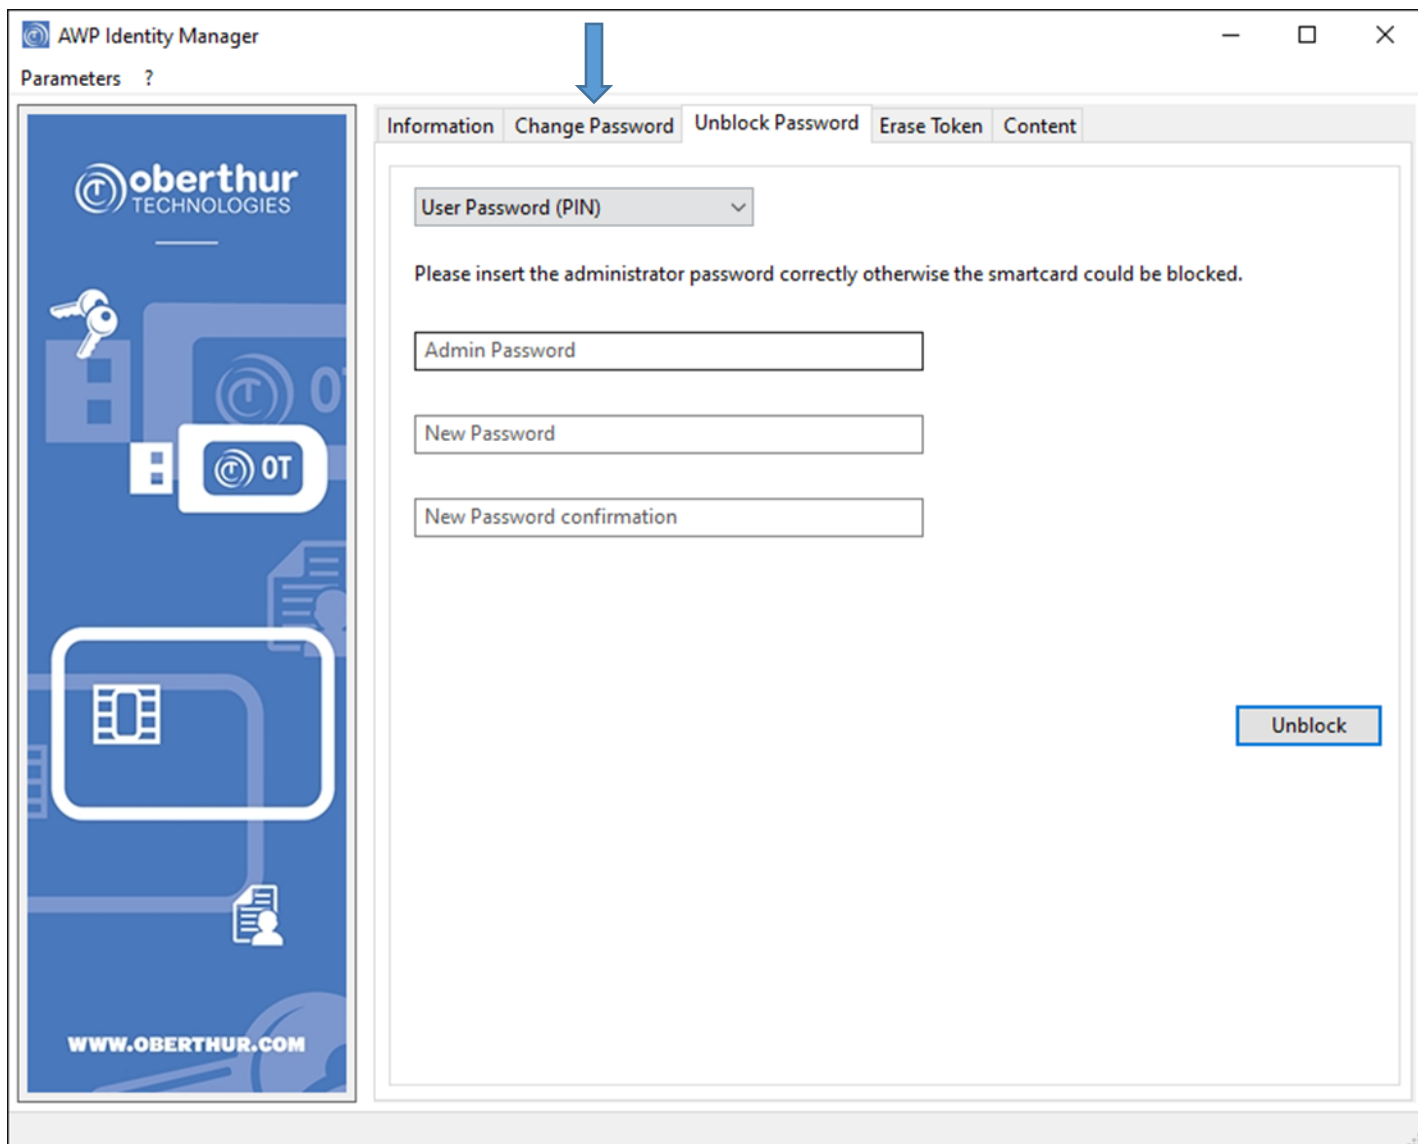 AWP Identity Manager
Parameters ?
oberthur
TECHNOLOGIES
OT
OT
WWW.OBERTHUR.COM
Information Change Password Unblock Password Erase Token Content
User Password (PIN)
Please insert the administrator password correctly otherwise the smartcard could be blocked.
Admin Password
New Password
New Password confirmation
Unblock